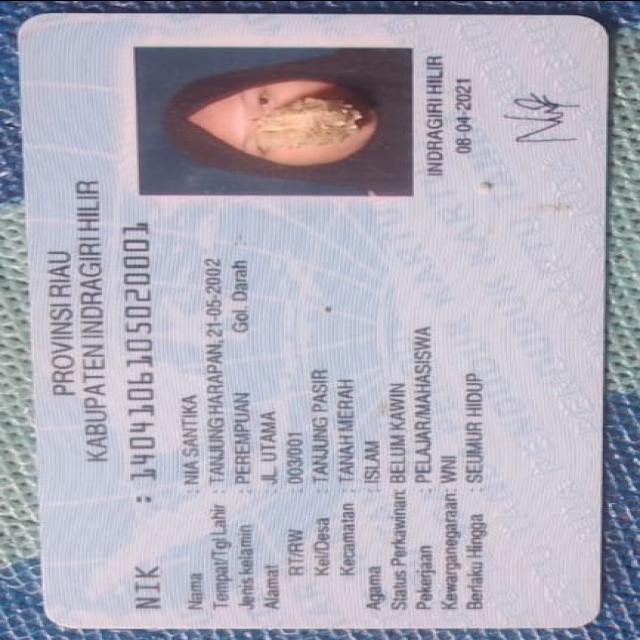 PROVINSI RIAU
KABUPATEN INDRAGIRI HILIR
NIK : 1404106105020001
Nama : NIA SANTIKA
Tempat/Tgl Lahir : TANJUNG HARAPAN, 21-05-2002
Jenis kelamin : PEREMPUAN Gol. Darah : -
Alamat : JL. UTAMA
RT/RW : 003/001
Kel/Desa : TANJUNG PASIR
Kecamatan : TANAH MERAH
Agama : ISLAM
Status Perkawinan: BELUM KAWIN
Pekerjaan : PELAJAR/MAHASISWA
Kewarganegaraan: WNI
Berlaku Hingga : SEUMUR HIDUP
INDRAGIRI HILIR
08-04-2021